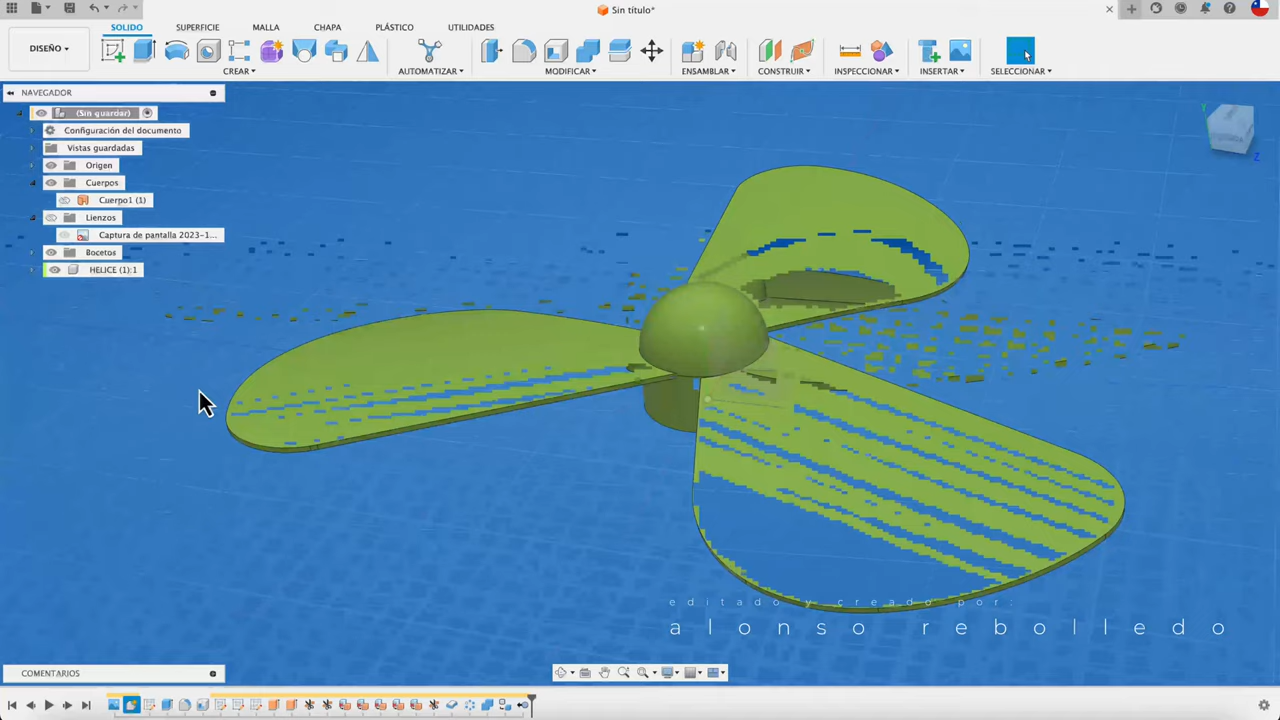 Sin título*
DISEÑO
SOLIDO
SUPERFICIE
MALLA
CHAPA
PLÁSTICO
UTILIDADES
CREAR
AUTOMATIZAR
MODIFICAR
ENSAMBLAR
CONSTRUIR
INSPECCIONAR
INSERTAR
SELECCIONAR
NAVEGADOR
(Sin guardar)
Configuración del documento
Vistas guardadas
Origen
Cuerpos
Cuerpo1 (1)
Lienzos
Captura de pantalla 2023-1...
Bocetos
HELICE (1):1
Y
Z
editado y creado por:
alonso rebolledo
COMENTARIOS